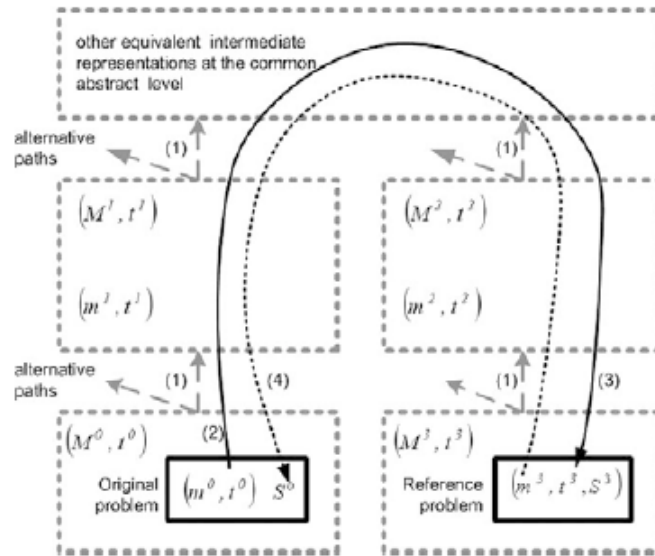 other equivalent intermediate
representations at the common
abstract level
alternative
paths
(1)
(1)
(M¹, t¹)
(M², t²)
(m¹, t¹)
(m², t²)
alternative
paths
(1)
(4)
(1)
(3)
(M⁰, t⁰)
(2)
(M³, t³)
Original
problem
(m⁰, t⁰) S⁰
Reference
problem
(m³, t³, S³)